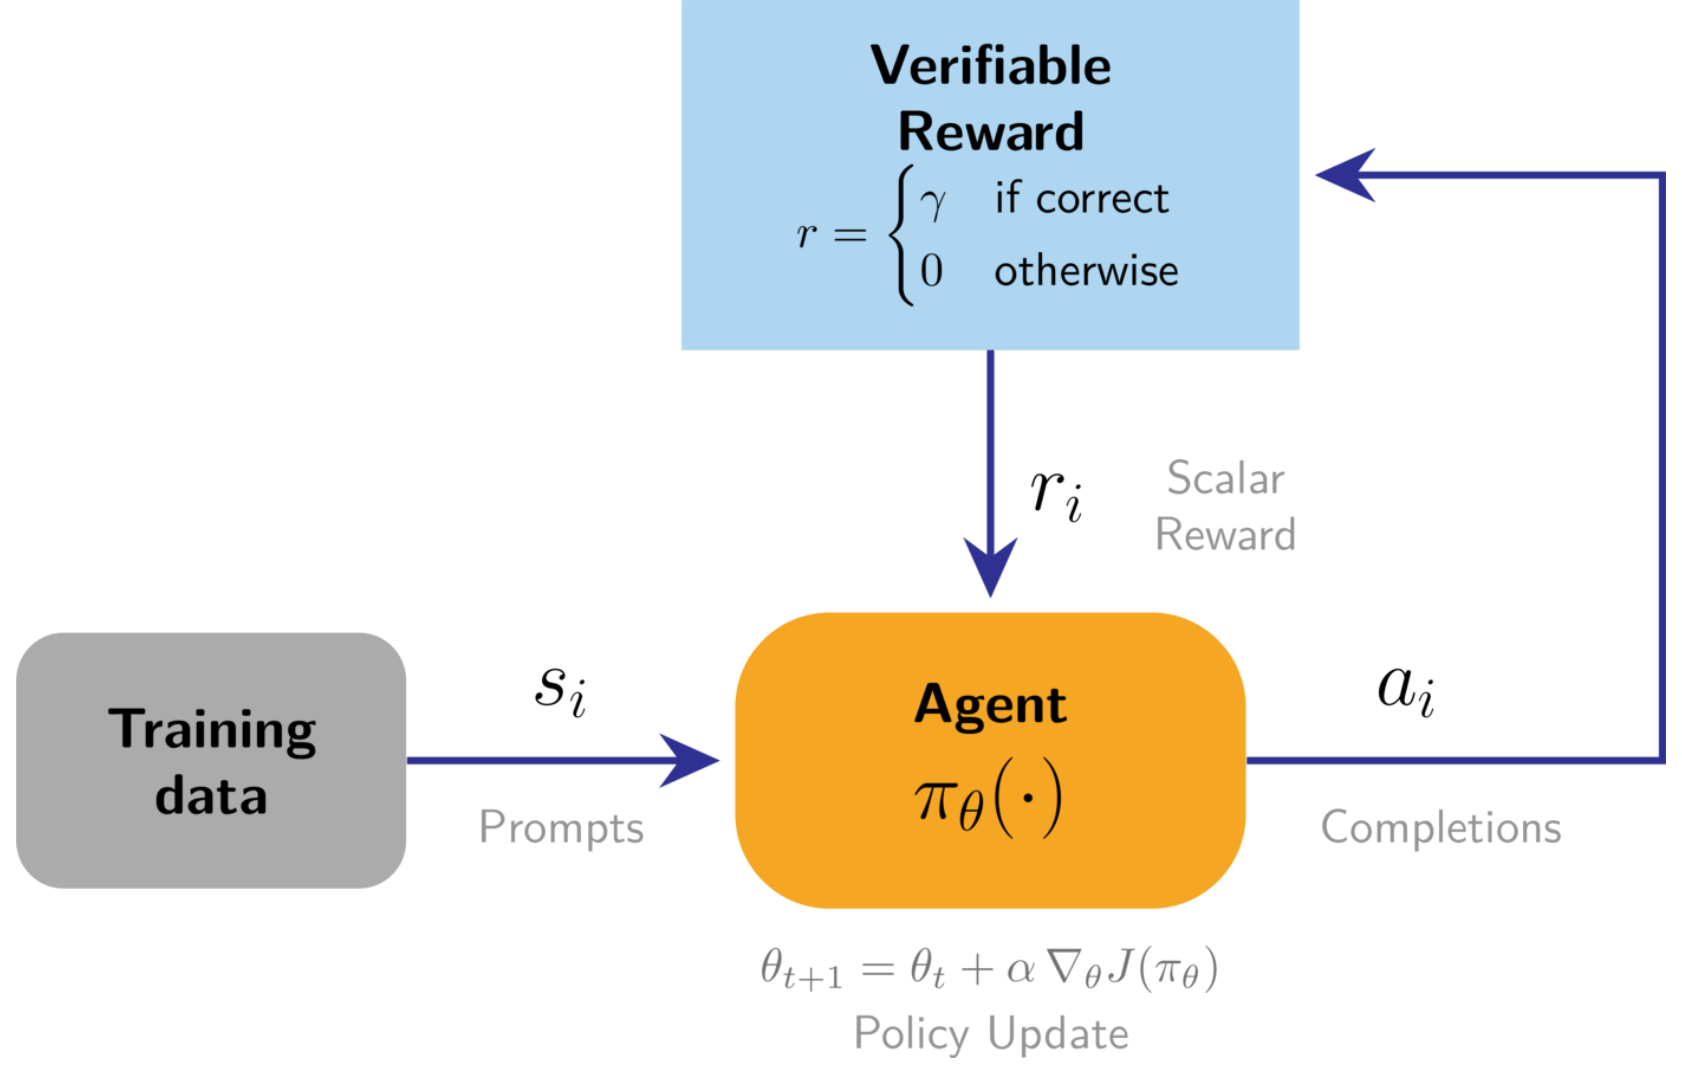 Verifiable
Reward
r = { γ if correct
0 otherwise
r_i
Scalar
Reward
Training
data
s_i
Prompts
Agent
π_θ(·)
a_i
Completions
θ_{t+1} = θ_t + α ∇_θ J(π_θ)
Policy Update